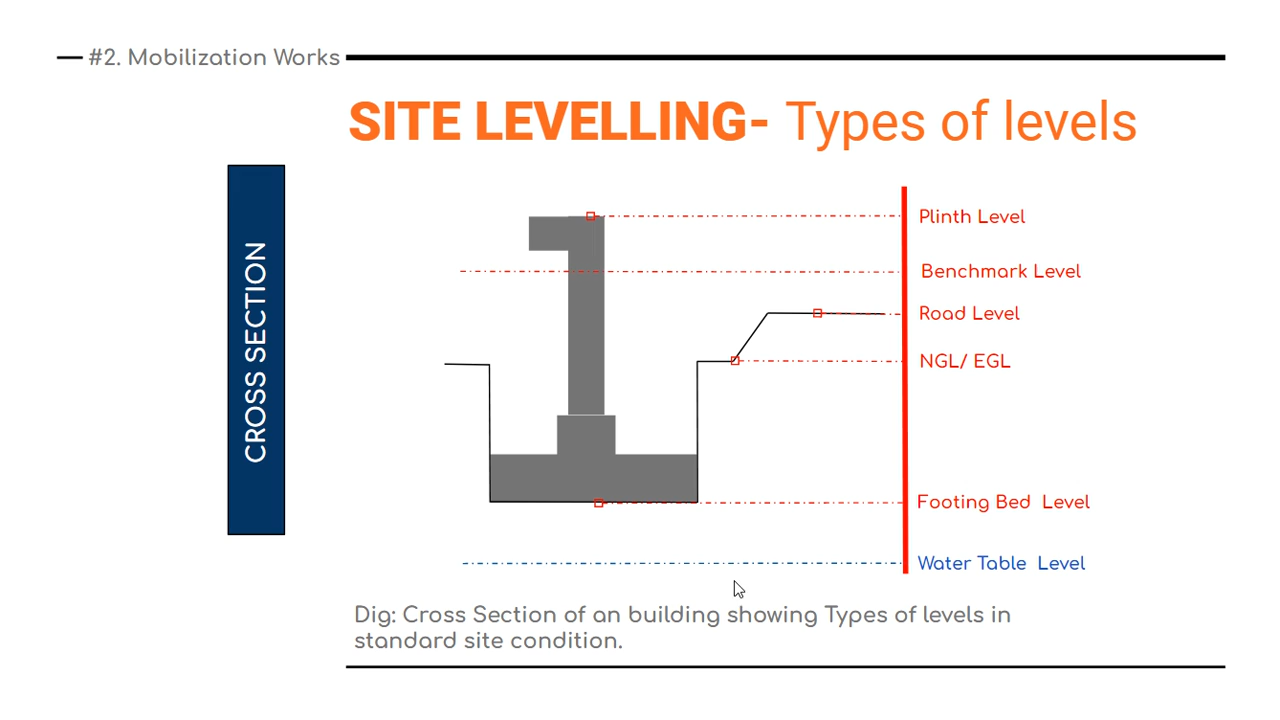 #2. Mobilization Works
SITE LEVELLING- Types of levels
CROSS SECTION
Plinth Level
Benchmark Level
Road Level
NGL/ EGL
Footing Bed Level
Water Table Level
Dig: Cross Section of an building showing Types of levels in
standard site condition.